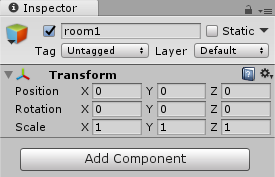 Inspector
room1 Static
Tag Untagged Layer Default
Transform
Position X 0 Y 0 Z 0
Rotation X 0 Y 0 Z 0
Scale X 1 Y 1 Z 1
Add Component